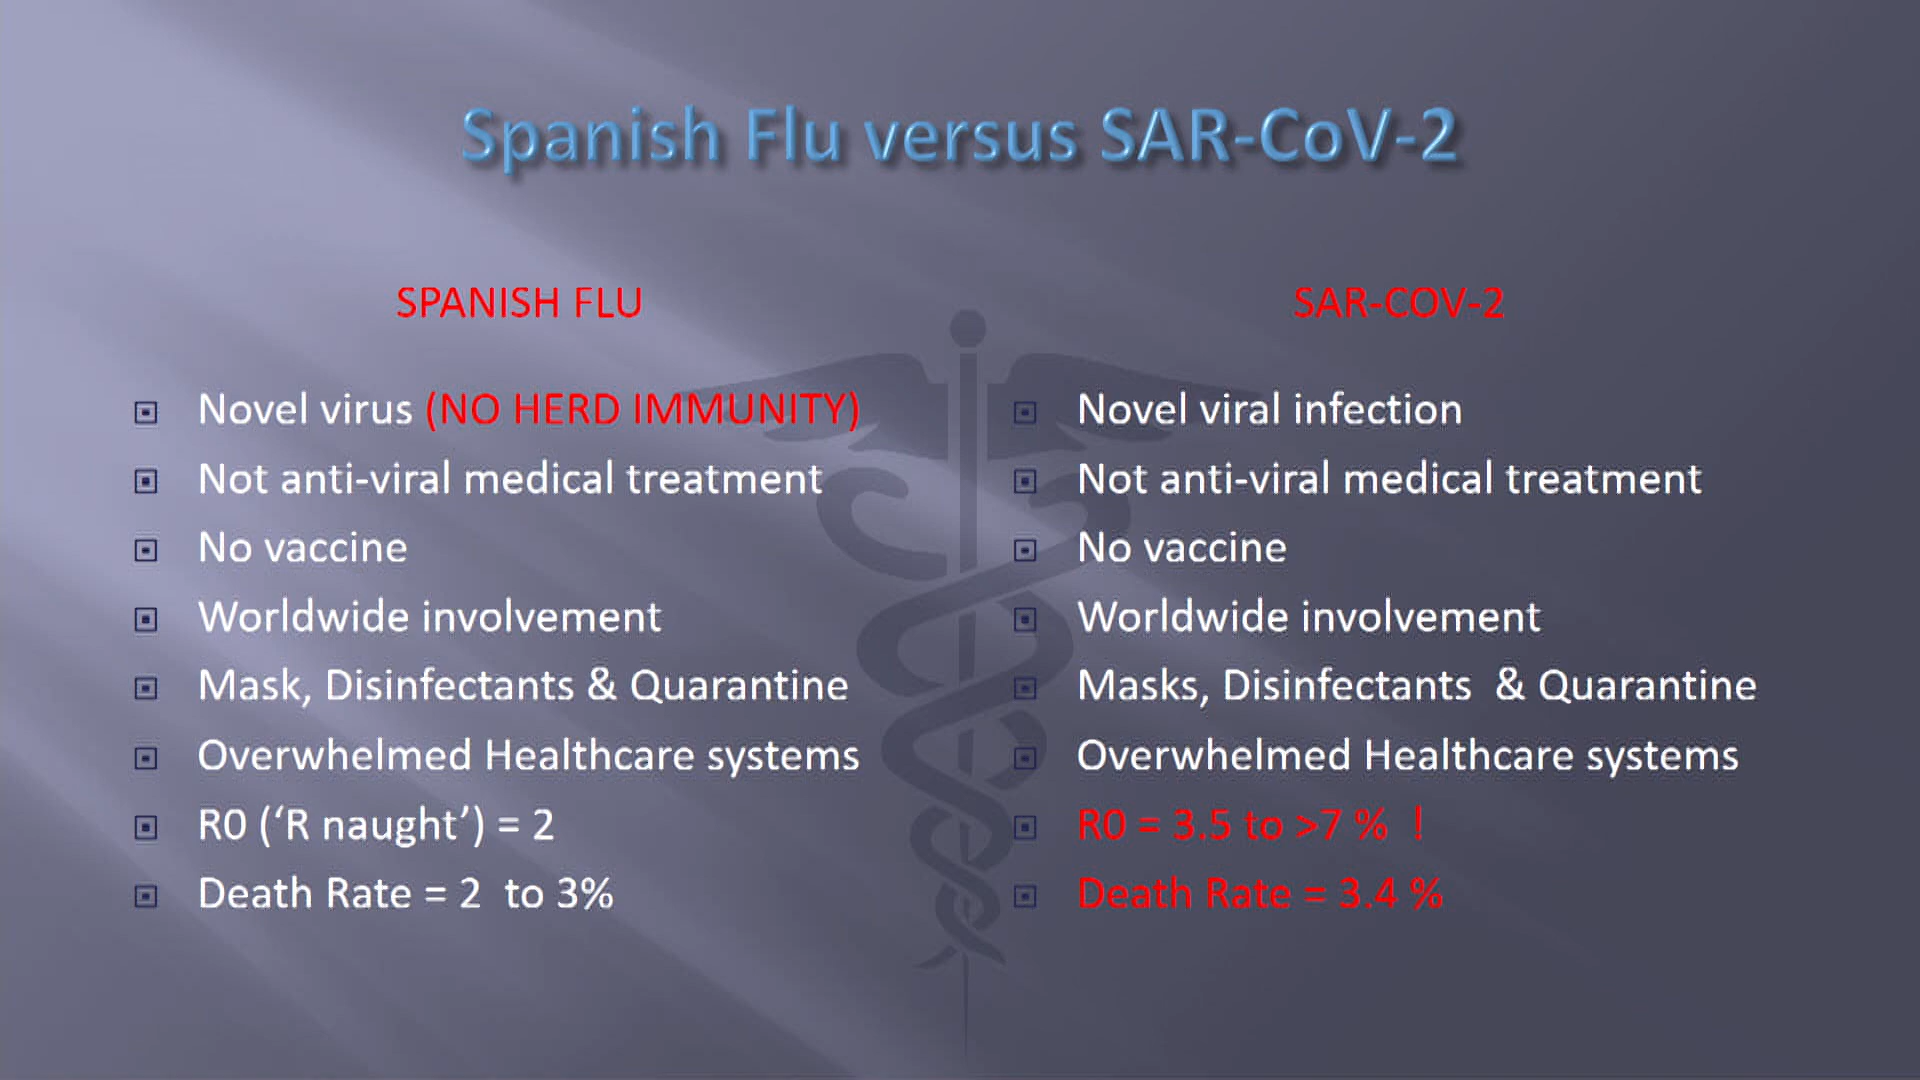 Spanish Flu versus SAR-CoV-2
SPANISH FLU
Novel virus (NO HERD IMMUNITY)
Not anti-viral medical treatment
No vaccine
Worldwide involvement
Mask, Disinfectants & Quarantine
Overwhelmed Healthcare systems
R0 (‘R naught’) = 2
Death Rate = 2  to 3%
SAR-COV-2
Novel viral infection
Not anti-viral medical treatment
No vaccine
Worldwide involvement
Masks, Disinfectants  & Quarantine
Overwhelmed Healthcare systems
R0 = 3.5 to >7 %  !
Death Rate = 3.4 %